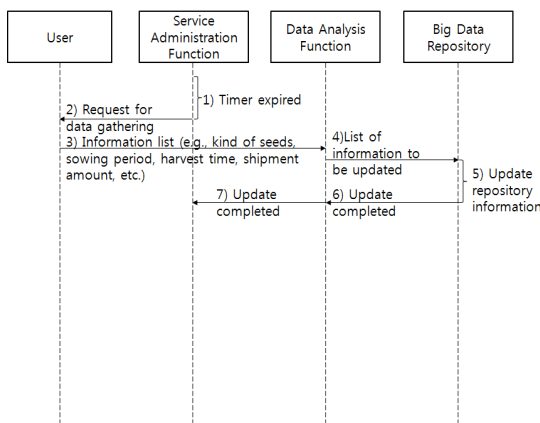 User
Service
Administration
Function
Data Analysis
Function
Big Data
Repository
1) Timer expired
2) Request for
data gathering
3) Information list (e.g., kind of seeds,
sowing period, harvest time, shipment
amount, etc.)
4)List of
information to
be updated
5) Update
repository
information
6) Update
completed
7) Update
completed